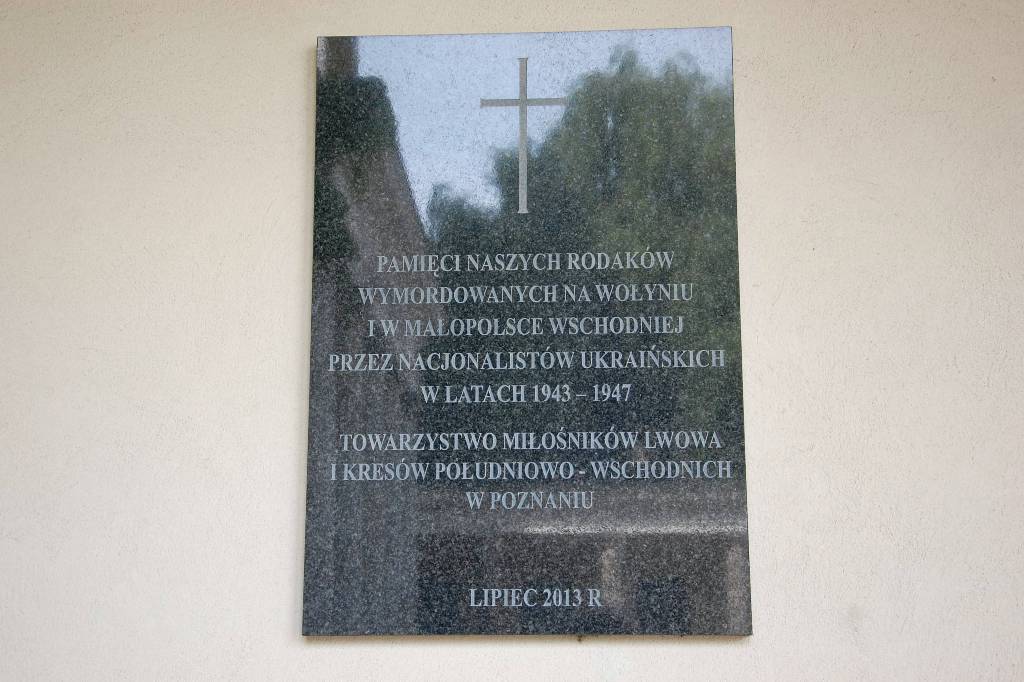 PAMIĘCI NASZYCH RODAKÓW
WYMORDOWANYCH NA WOŁYNIU
I W MAŁOPOLSCE WSCHODNIEJ
PRZEZ NACJONALISTÓW UKRAIŃSKICH
W LATACH 1943 – 1947
TOWARZYSTWO MIŁOŚNIKÓW LWOWA
I KRESÓW POŁUDNIOWO - WSCHODNICH
W POZNANIU
LIPIEC 2013 R